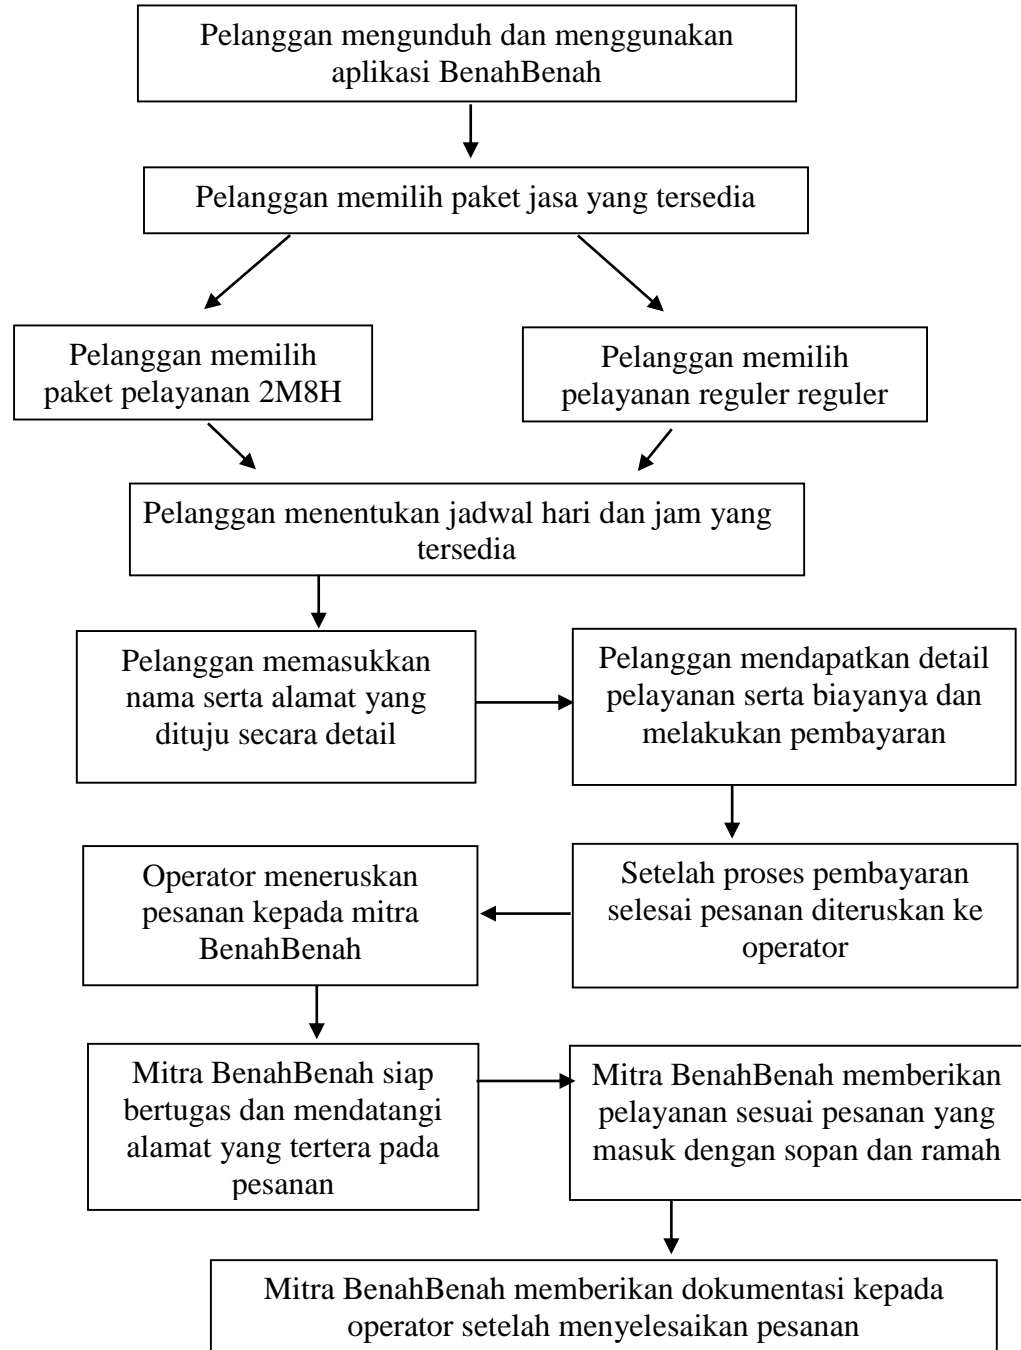 Pelanggan mengunduh dan menggunakan
aplikasi BenahBenah
Pelanggan memilih paket jasa yang tersedia
Pelanggan memilih
paket pelayanan 2M8H
Pelanggan memilih
pelayanan reguler reguler
Pelanggan menentukan jadwal hari dan jam yang
tersedia
Pelanggan memasukkan
nama serta alamat yang
dituju secara detail
Pelanggan mendapatkan detail
pelayanan serta biayanya dan
melakukan pembayaran
Setelah proses pembayaran
selesai pesanan diteruskan ke
operator
Operator meneruskan
pesanan kepada mitra
BenahBenah
Mitra BenahBenah siap
bertugas dan mendatangi
alamat yang tertera pada
pesanan
Mitra BenahBenah memberikan
pelayanan sesuai pesanan yang
masuk dengan sopan dan ramah
Mitra BenahBenah memberikan dokumentasi kepada
operator setelah menyelesaikan pesanan